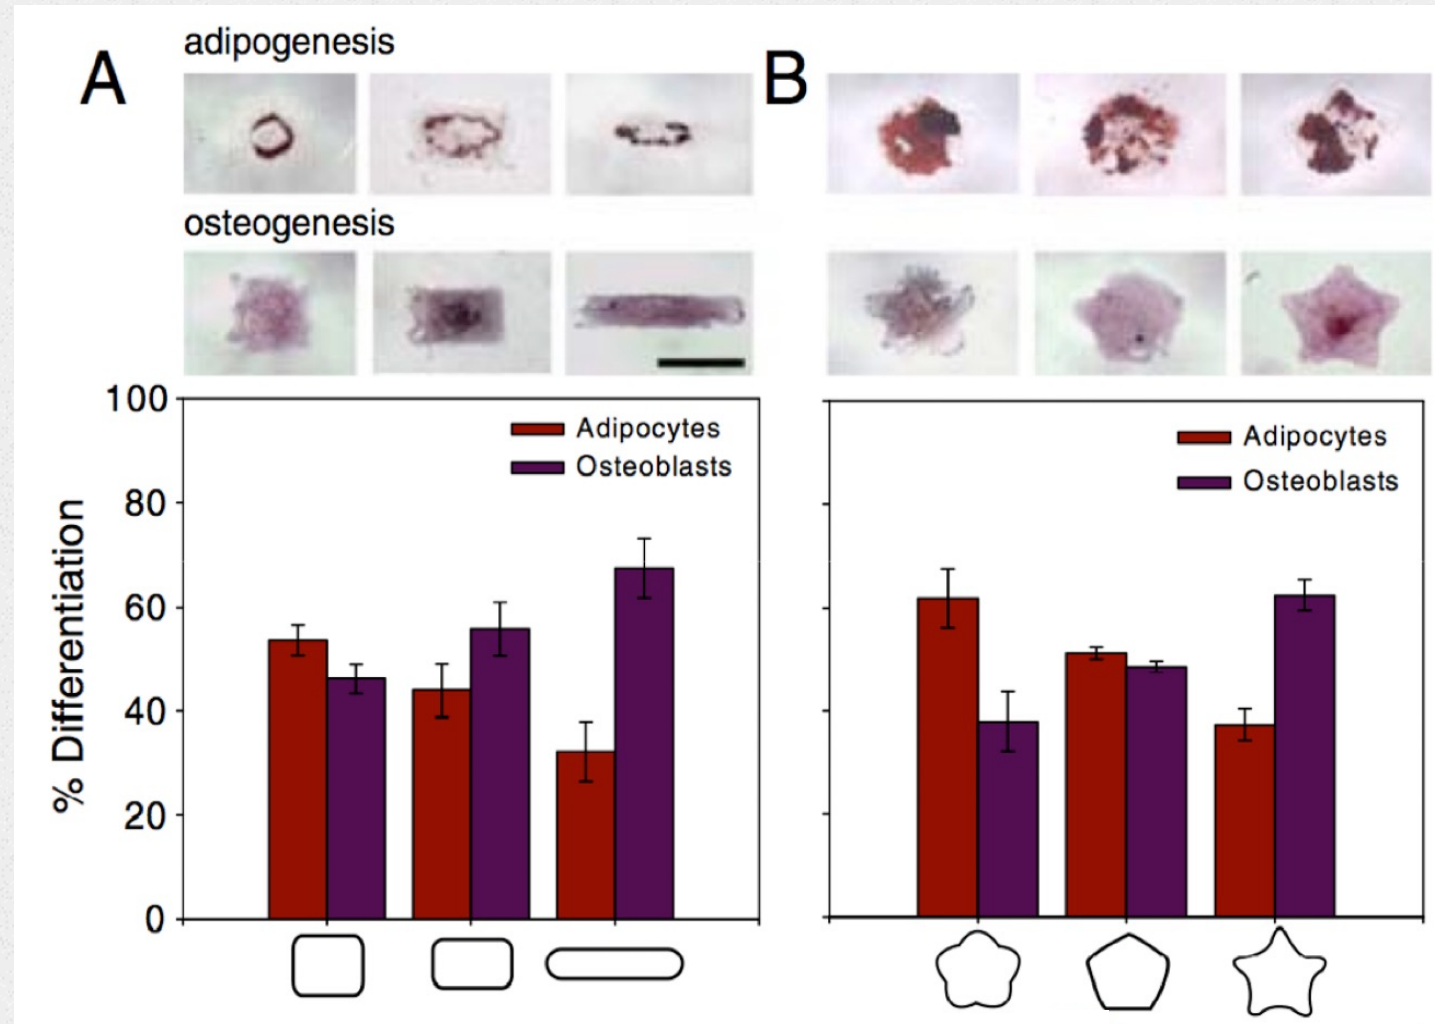 A
adipogenesis
osteogenesis
B
100
80
60
40
20
0
% Differentiation
Adipocytes
Osteoblasts
Adipocytes
Osteoblasts